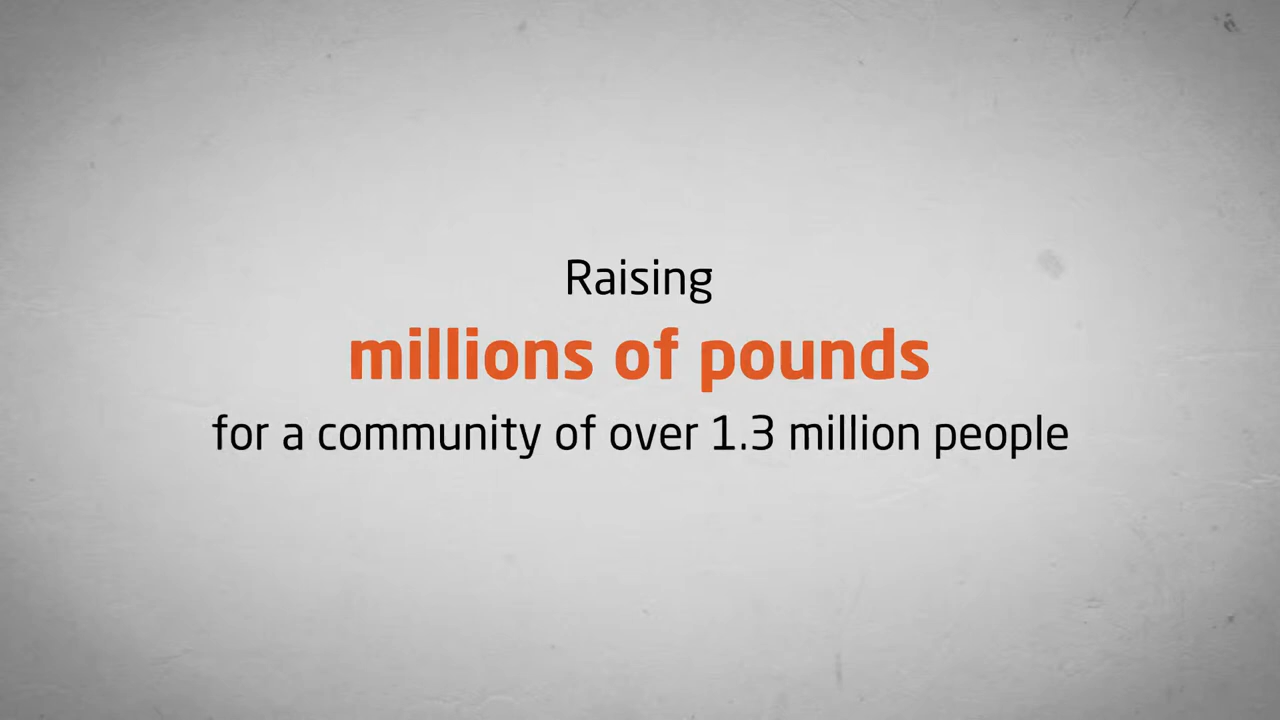 Raising
millions of pounds
for a community of over 1.3 million people